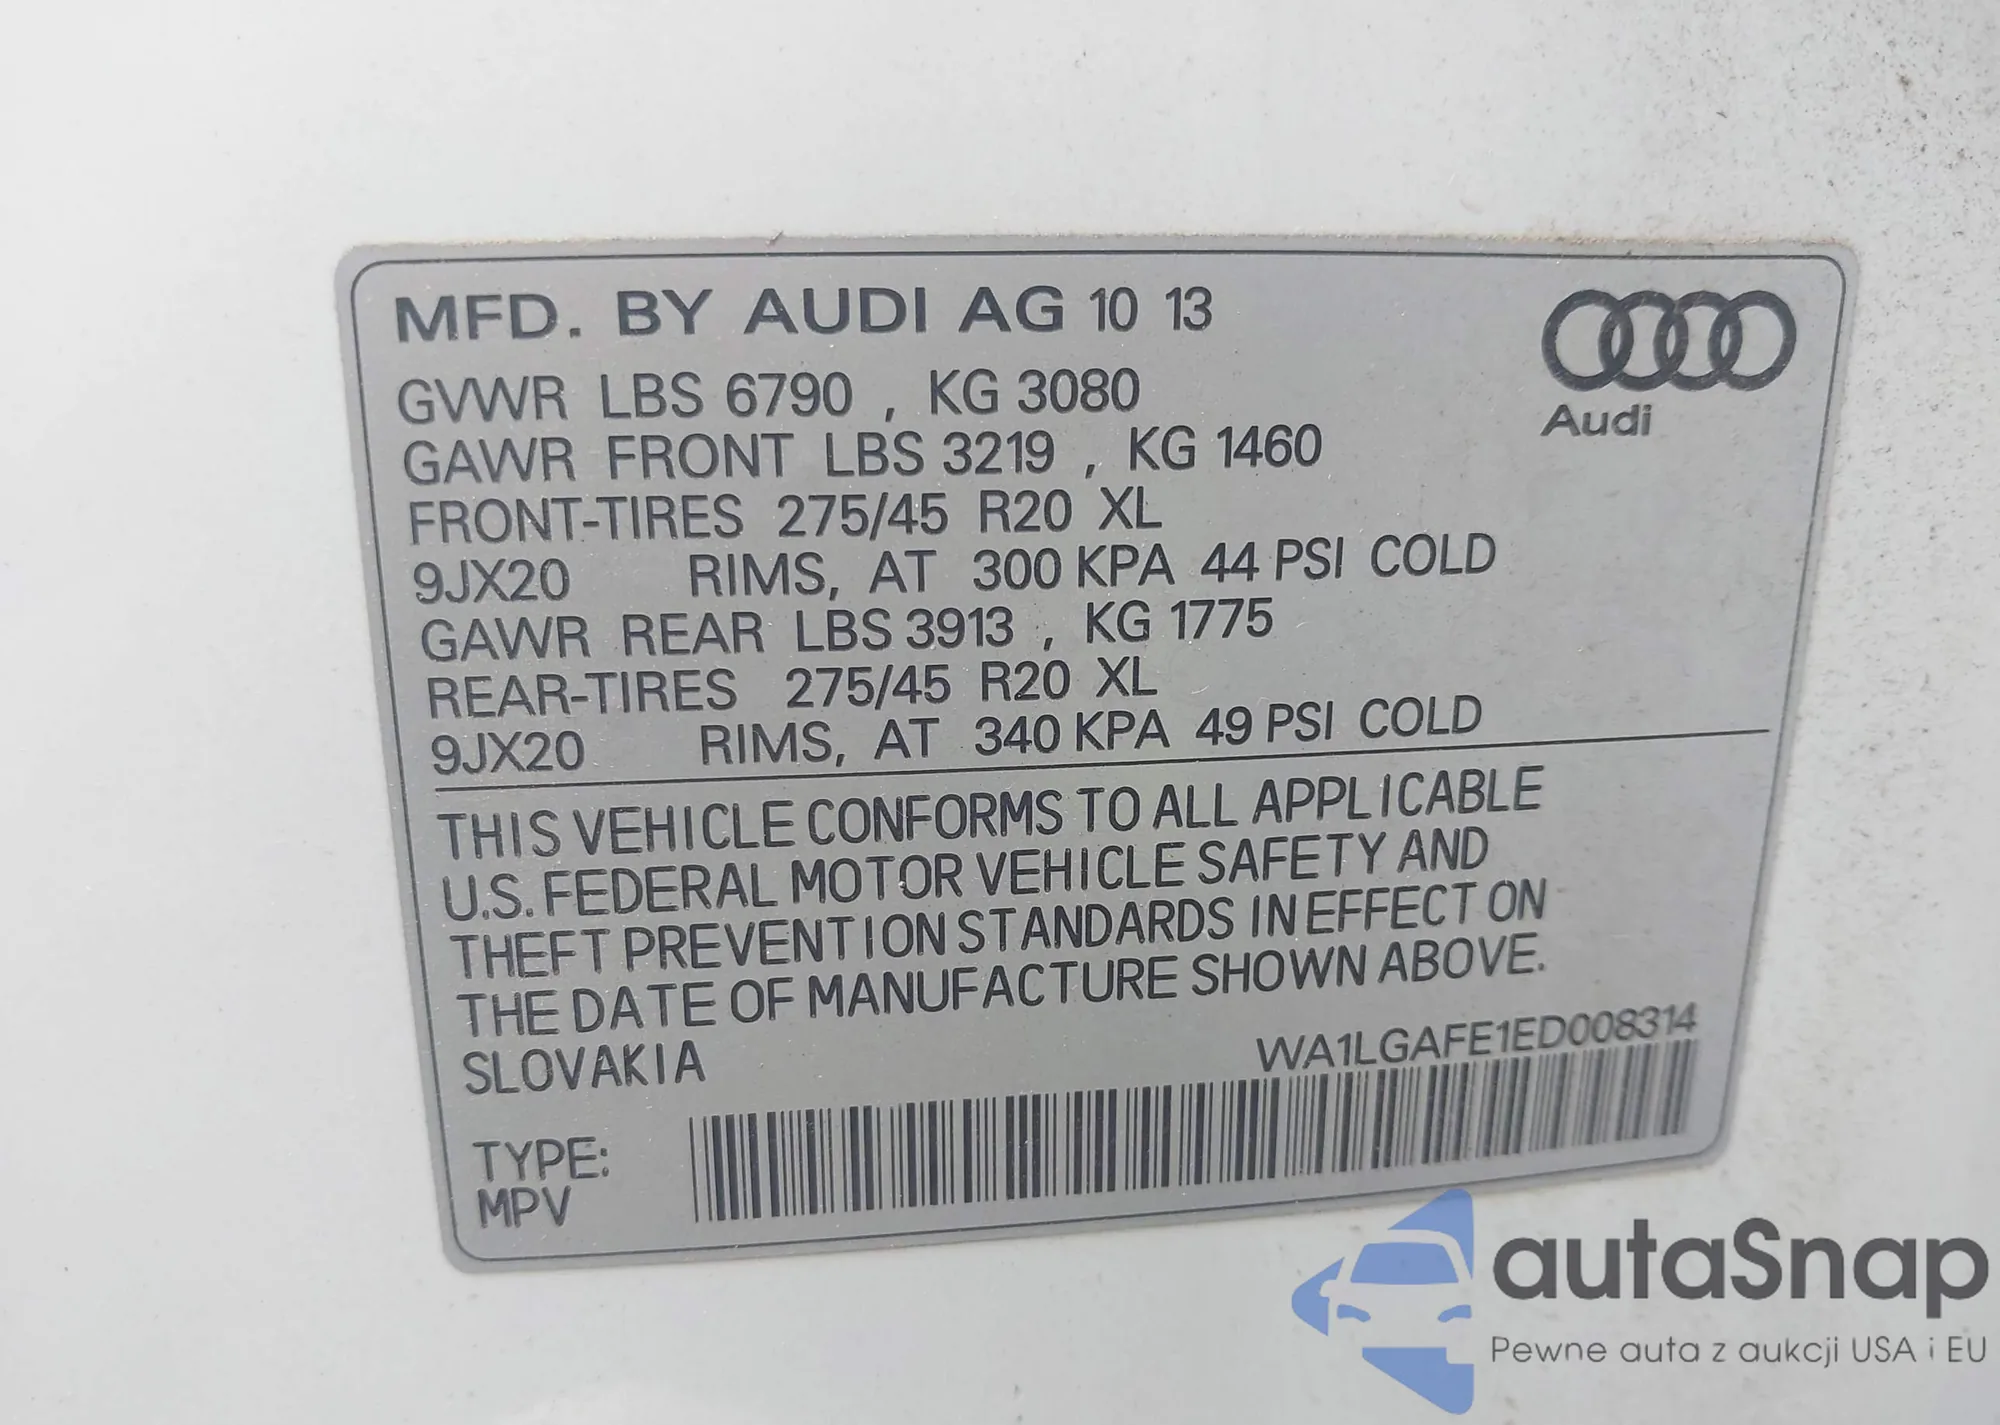 MFD. BY AUDI AG 10 13
Audi
GVWR LBS 6790 , KG 3080
GAWR FRONT LBS 3219 , KG 1460
FRONT-TIRES 275/45 R20 XL
9JX20 RIMS, AT 300 KPA 44 PSI COLD
GAWR REAR LBS 3913 , KG 1775
REAR-TIRES 275/45 R20 XL
9JX20 RIMS, AT 340 KPA 49 PSI COLD
THIS VEHICLE CONFORMS TO ALL APPLICABLE
U.S. FEDERAL MOTOR VEHICLE SAFETY AND
THEFT PREVENTION STANDARDS IN EFFECT ON
THE DATE OF MANUFACTURE SHOWN ABOVE.
SLOVAKIA
WA1LGAFE1ED008314
TYPE:
MPV
autaSnap
Pewne auta z aukcji USA i EU